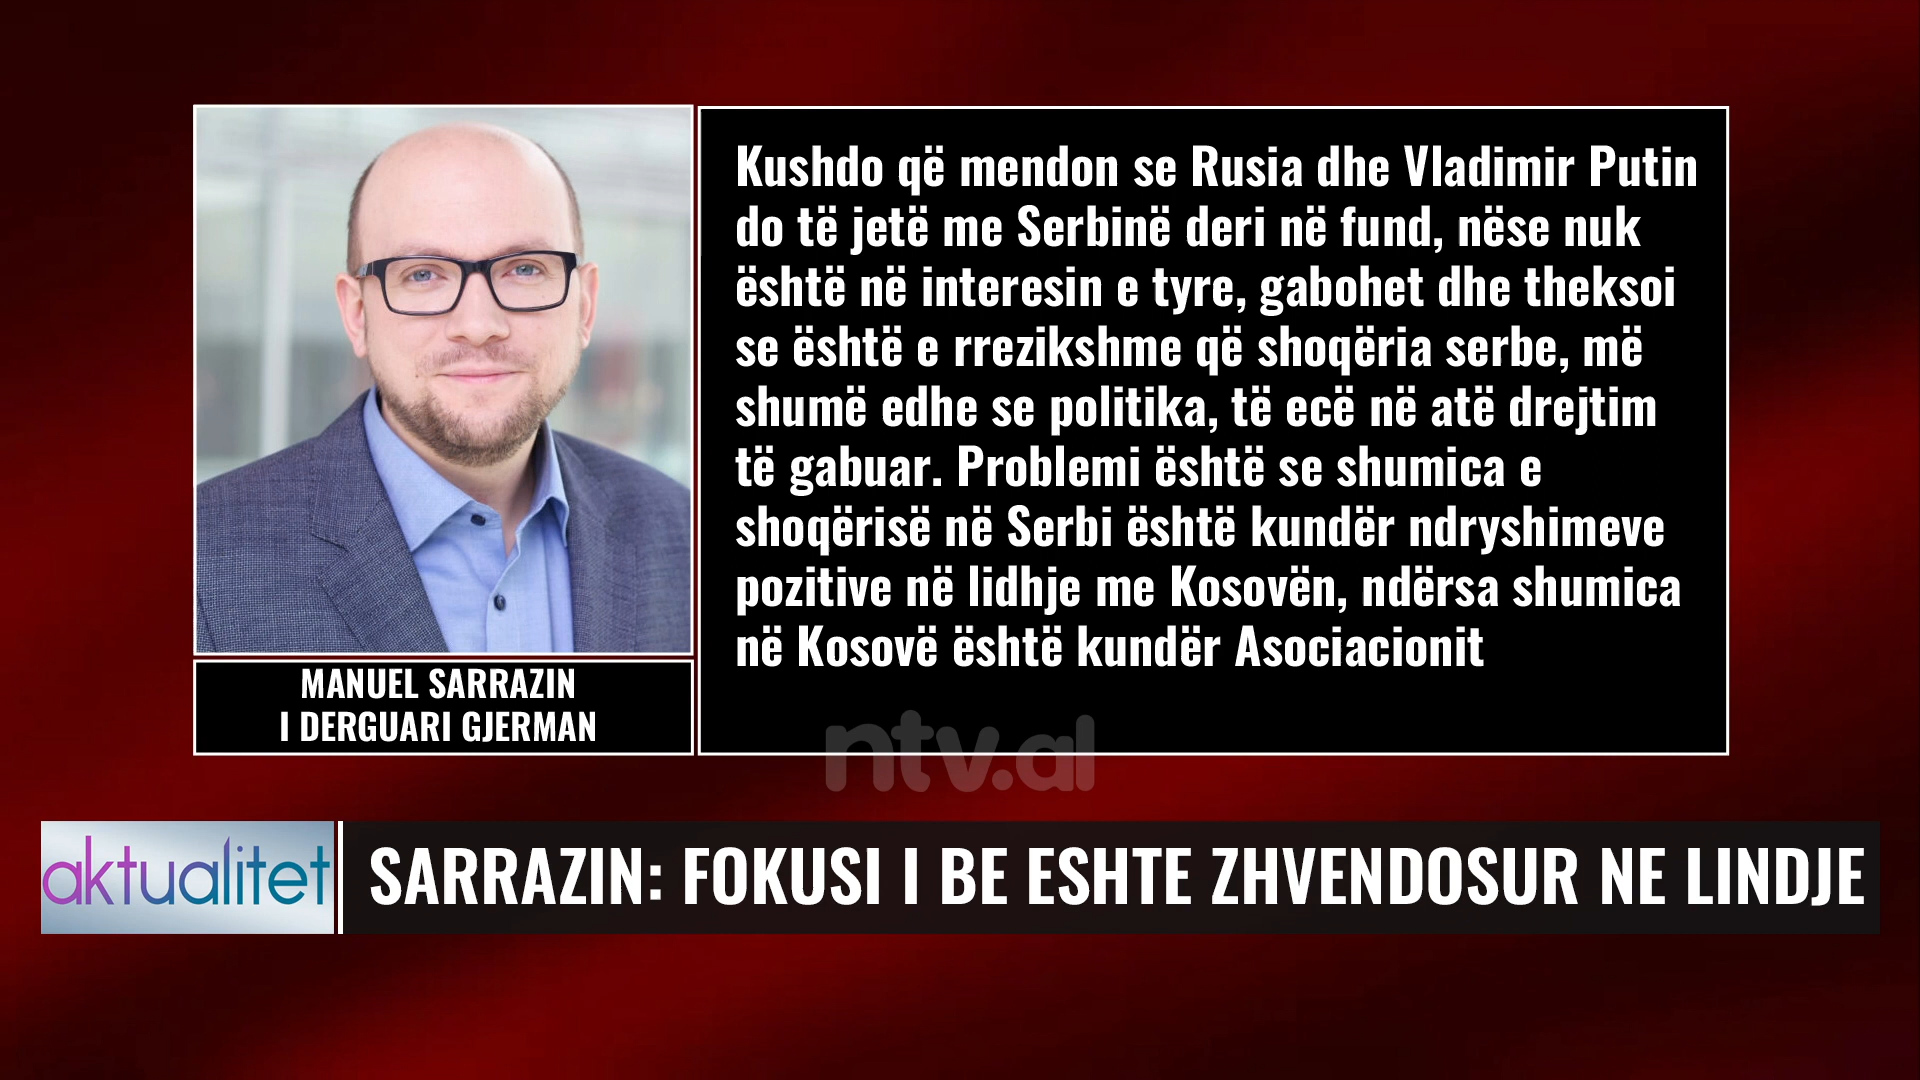 Kushdo që mendon se Rusia dhe Vladimir Putin
do të jetë me Serbinë deri në fund, nëse nuk
është në interesin e tyre, gabohet dhe theksoi
se është e rrezikshme që shoqëria serbe, më
shumë edhe se politika, të ecë në atë drejtim
të gabuar. Problemi është se shumica e
shoqërisë në Serbi është kundër ndryshimeve
pozitive në lidhje me Kosovën, ndërsa shumica
në Kosovë është kundër Asociacionit
MANUEL SARRAZIN
I DERGUARI GJERMAN
ntv.al
aktualitet
SARRAZIN: FOKUSI I BE ESHTE ZHVENDOSUR NE LINDJE